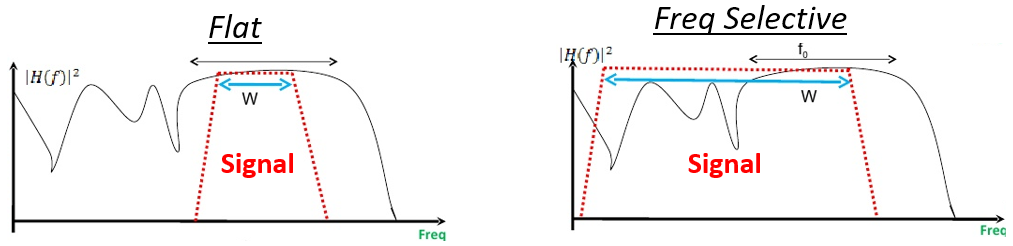 Flat
|H(f)|²
W
Signal
Freq
Freq Selective
|H(f)|²
f₀
W
Signal
Freq